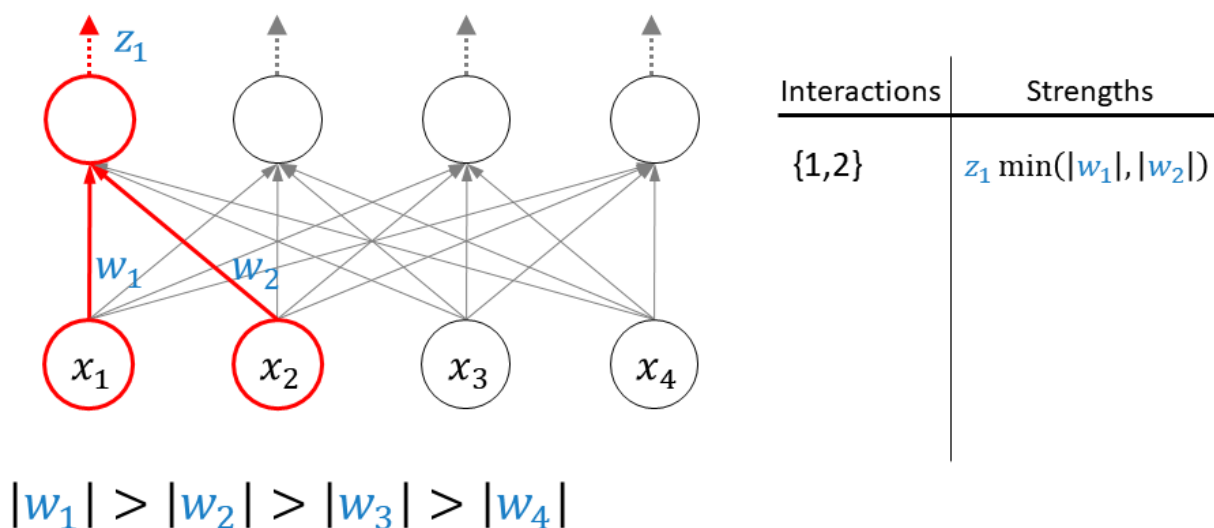 z₁
Interactions Strengths
{1,2} z₁ min(|w₁|, |w₂|)
w₁ w₂
x₁ x₂ x₃ x₄
|w₁| > |w₂| > |w₃| > |w₄|